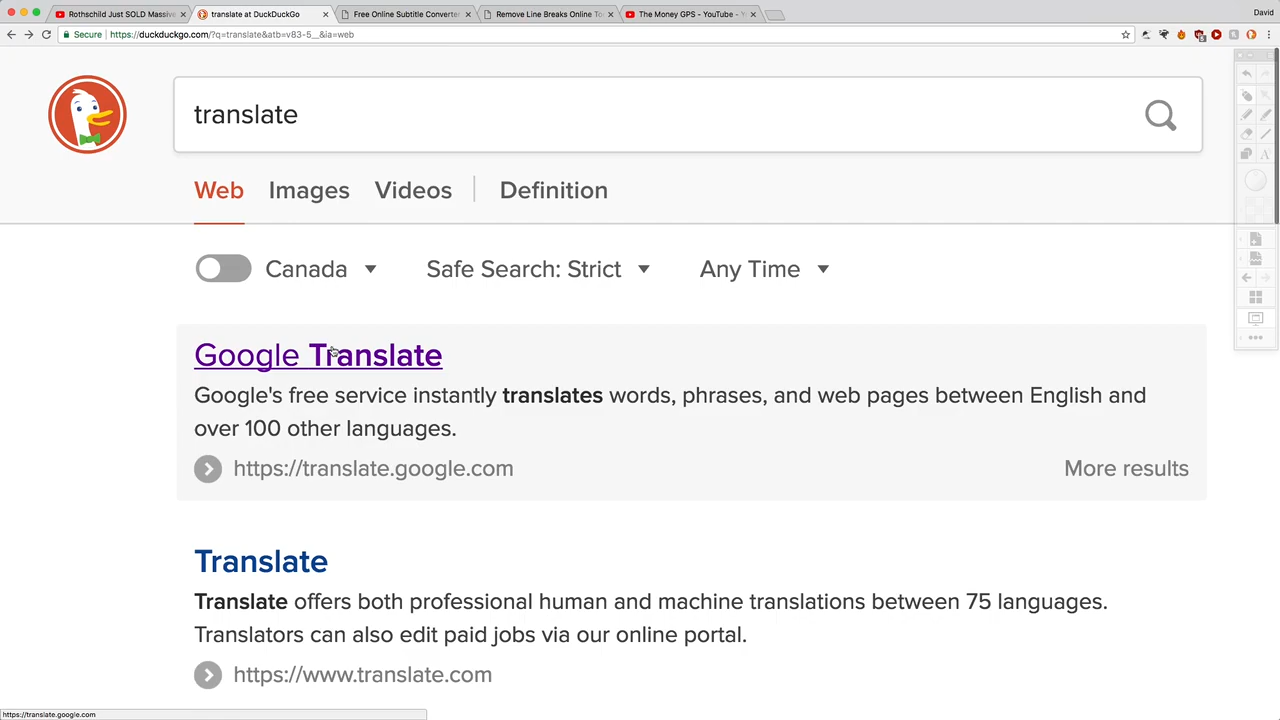 Rothschild Just SOLD Massive
translate at DuckDuckGo
Free Online Subtitle Converter
Remove Line Breaks Online To
The Money GPS - YouTube - Y
David
Secure
https://duckduckgo.com/?q=translate&atb=v83-5__&ia=web
translate
Web Images Videos Definition
Canada Safe Search: Strict Any Time
Google Translate
Google's free service instantly translates words, phrases, and web pages between English and
over 100 other languages.
https://translate.google.com More results
Translate
Translate offers both professional human and machine translations between 75 languages.
Translators can also edit paid jobs via our online portal.
https://www.translate.com
https://translate.google.com